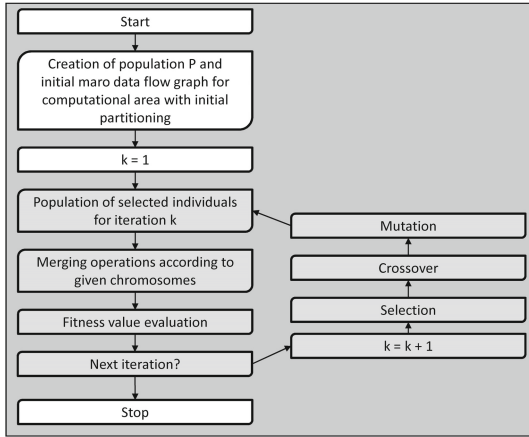 Start
Creation of population P and
initial maro data flow graph for
computational area with initial
partitioning
k = 1
Population of selected individuals
for iteration k
Merging operations according to
given chromosomes
Fitness value evaluation
Next iteration?
Stop
Mutation
Crossover
Selection
k = k + 1